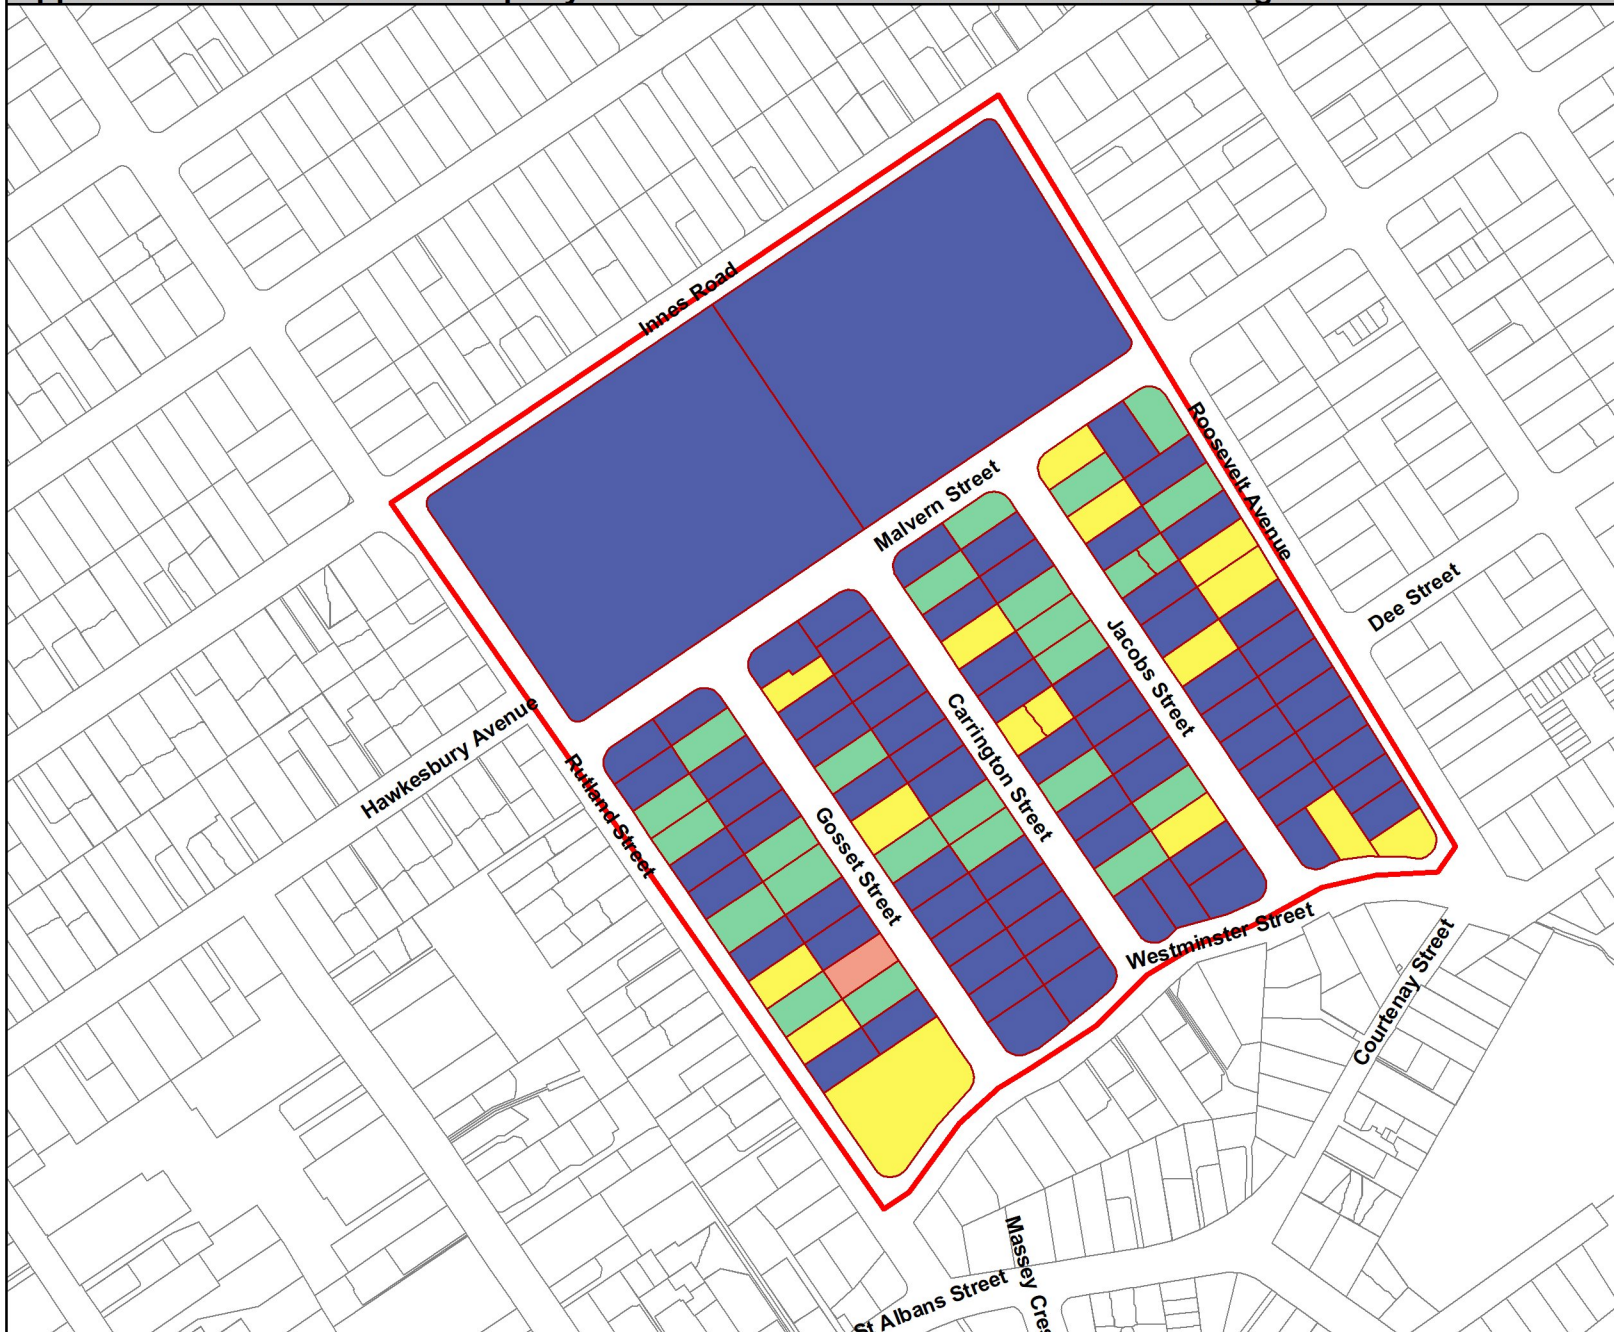 Innes Road
Malvern Street
Roosevelt Avenue
Dee Street
Jacobs Street
Carrington Street
Hawkesbury Avenue
Rutland Street
Gosset Street
Westminster Street
Courtenay Street
St Albans Street
Massey Cres